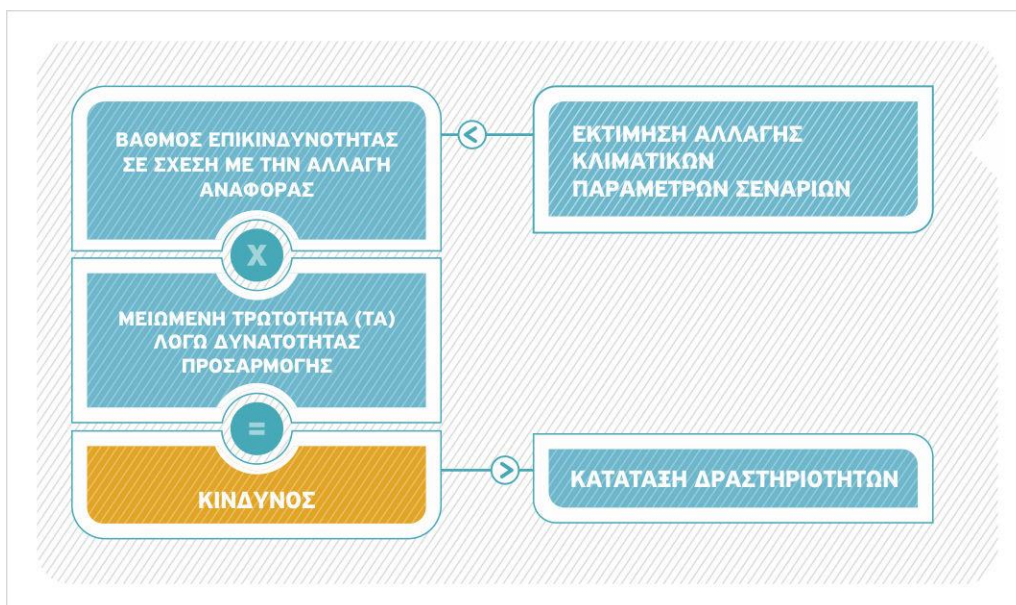 ΒΑΘΜΟΣ ΕΠΙΚΙΝΔΥΝΟΤΗΤΑΣ
ΣΕ ΣΧΕΣΗ ΜΕ ΤΗΝ ΑΛΛΑΓΗ
ΑΝΑΦΟΡΑΣ
<
ΕΚΤΙΜΗΣΗ ΑΛΛΑΓΗΣ
ΚΛΙΜΑΤΙΚΩΝ
ΠΑΡΑΜΕΤΡΩΝ ΣΕΝΑΡΙΩΝ
X
ΜΕΙΩΜΕΝΗ ΤΡΩΤΟΤΗΤΑ (ΤΑ)
ΛΟΓΩ ΔΥΝΑΤΟΤΗΤΑΣ
ΠΡΟΣΑΡΜΟΓΗΣ
=
ΚΙΝΔΥΝΟΣ
>
ΚΑΤΑΤΑΞΗ ΔΡΑΣΤΗΡΙΟΤΗΤΩΝ